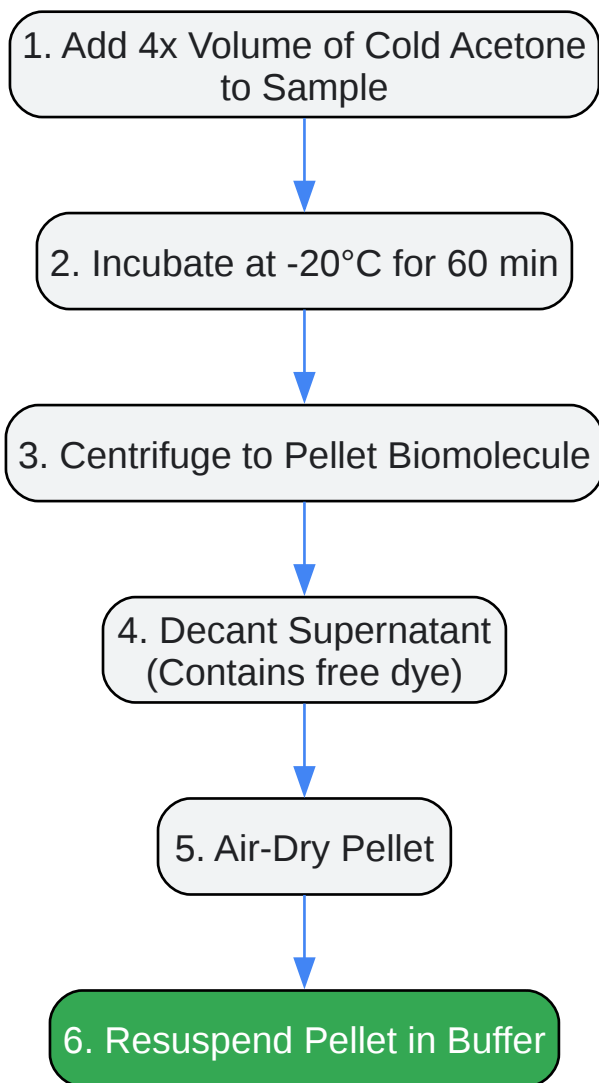 1. Add 4x Volume of Cold Acetone
to Sample
2. Incubate at -20°C for 60 min
3. Centrifuge to Pellet Biomolecule
4. Decant Supernatant
(Contains free dye)
5. Air-Dry Pellet
6. Resuspend Pellet in Buffer